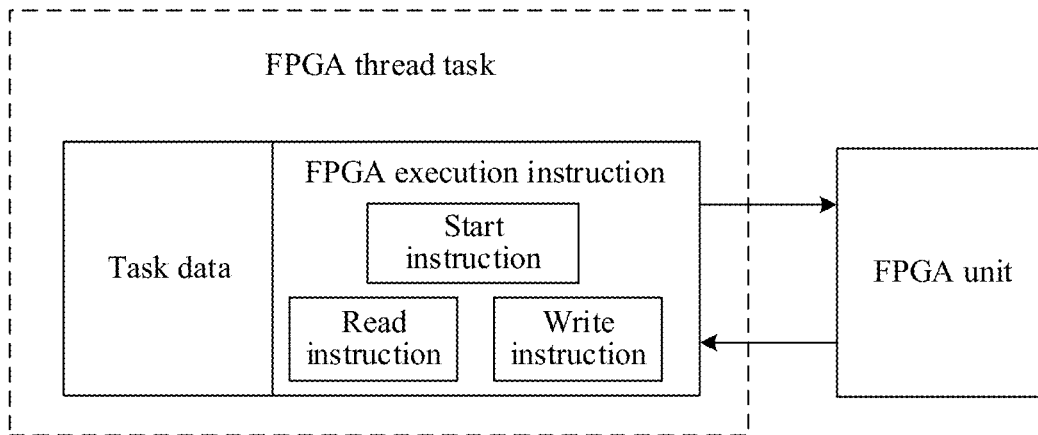 FPGA thread task
FPGA execution instruction
Start
instruction
Task data
Read
instruction
Write
instruction
FPGA unit